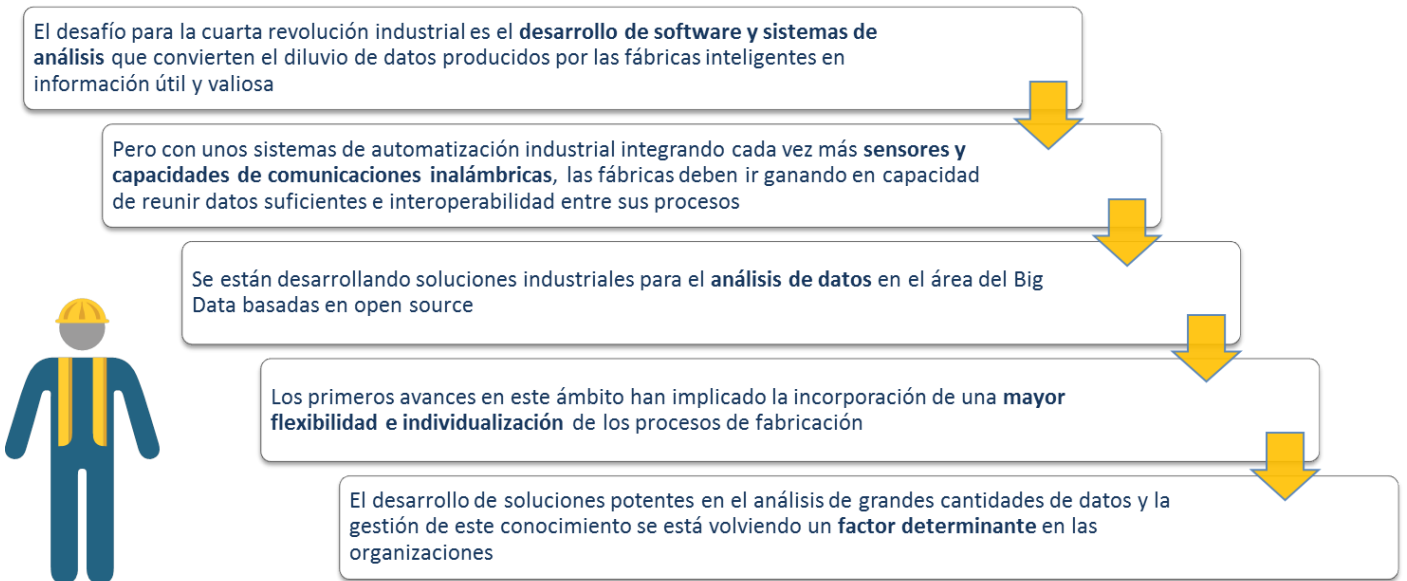 El desafío para la cuarta revolución industrial es el desarrollo de software y sistemas de
análisis que convierten el diluvio de datos producidos por las fábricas inteligentes en
información útil y valiosa
Pero con unos sistemas de automatización industrial integrando cada vez más sensores y
capacidades de comunicaciones inalámbricas, las fábricas deben ir ganando en capacidad
de reunir datos suficientes e interoperabilidad entre sus procesos
Se están desarrollando soluciones industriales para el análisis de datos en el área del Big
Data basadas en open source
Los primeros avances en este ámbito han implicado la incorporación de una mayor
flexibilidad e individualización de los procesos de fabricación
El desarrollo de soluciones potentes en el análisis de grandes cantidades de datos y la
gestión de este conocimiento se está volviendo un factor determinante en las
organizaciones